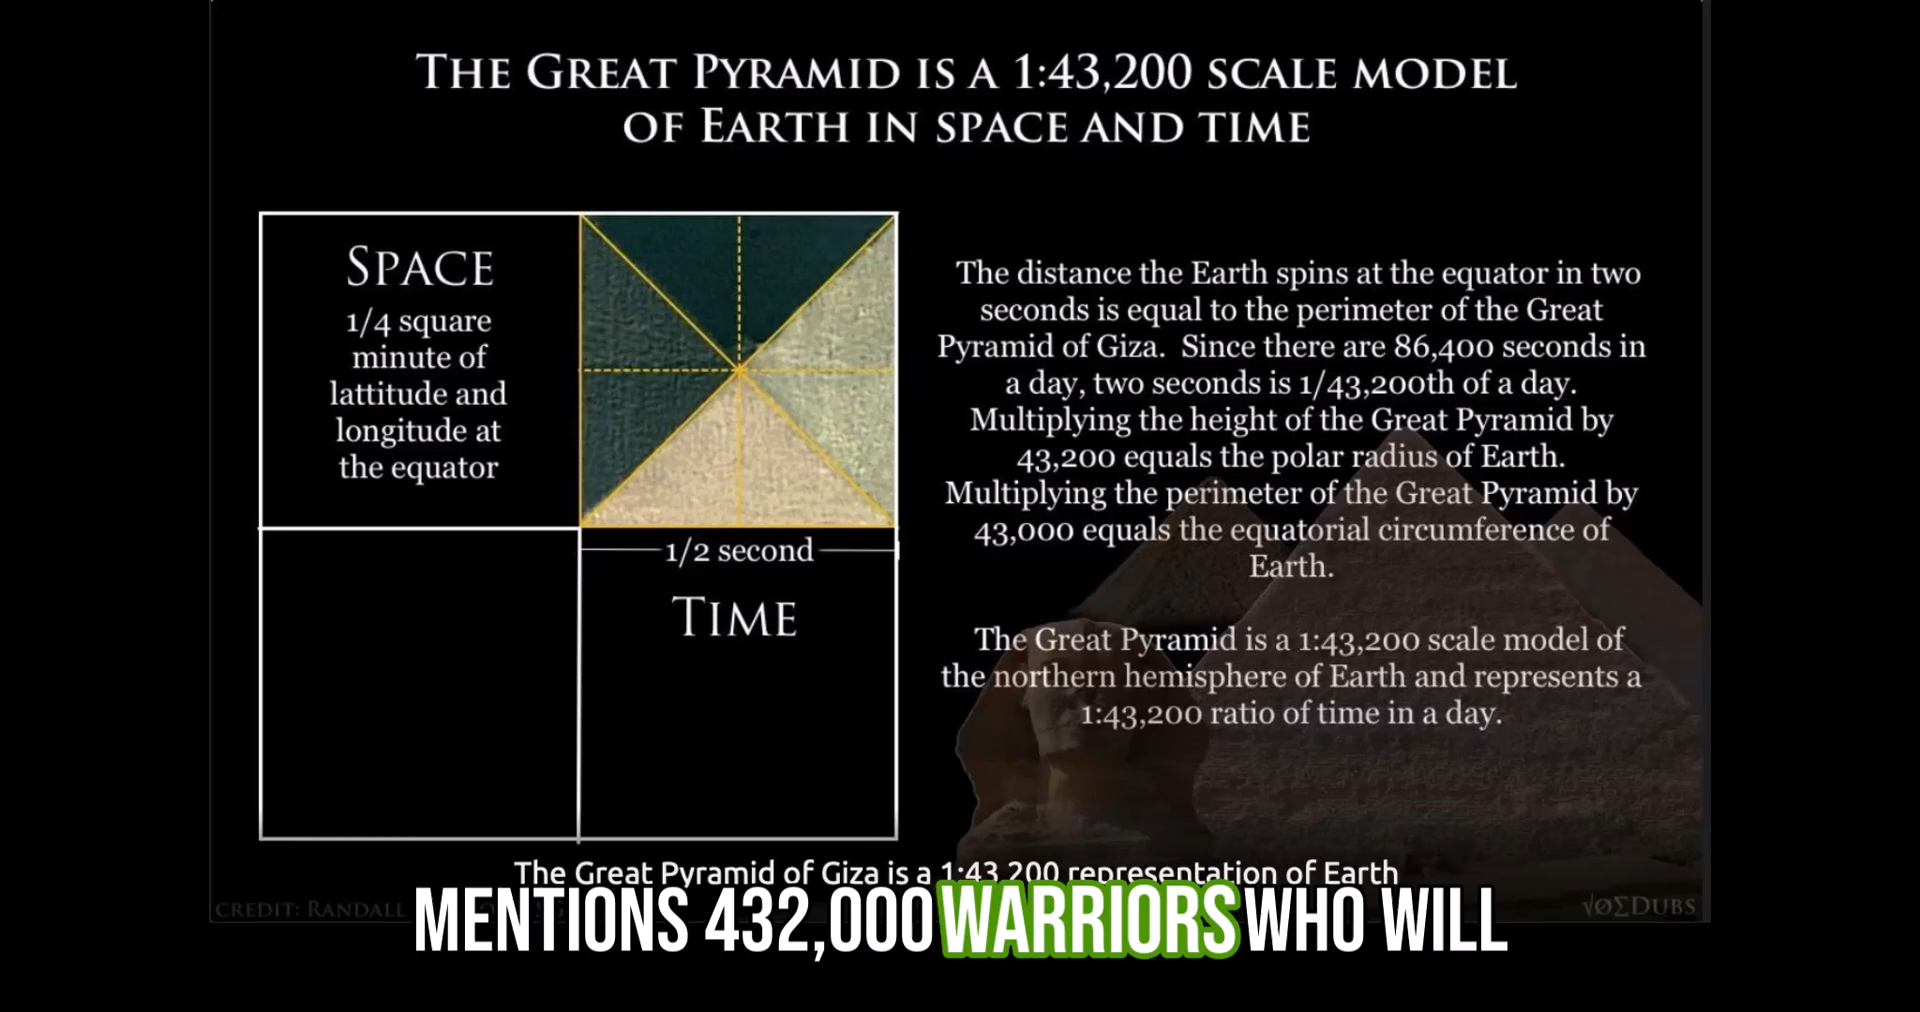 THE GREAT PYRAMID IS A 1:43,200 SCALE MODEL
OF EARTH IN SPACE AND TIME
SPACE
1/4 square
minute of
lattitude and
longitude at
the equator
1/2 second
TIME
The distance the Earth spins at the equator in two
seconds is equal to the perimeter of the Great
Pyramid of Giza. Since there are 86,400 seconds in
a day, two seconds is 1/43,200th of a day.
Multiplying the height of the Great Pyramid by
43,200 equals the polar radius of Earth.
Multiplying the perimeter of the Great Pyramid by
43,000 equals the equatorial circumference of
Earth.
The Great Pyramid is a 1:43,200 scale model of
the northern hemisphere of Earth and represents a
1:43,200 ratio of time in a day.
The Great Pyramid of Giza is a 1:43,200 representation of Earth
CREDIT: RANDALL
√ØΣDUBS
MENTIONS 432,000 WARRIORS WHO WILL